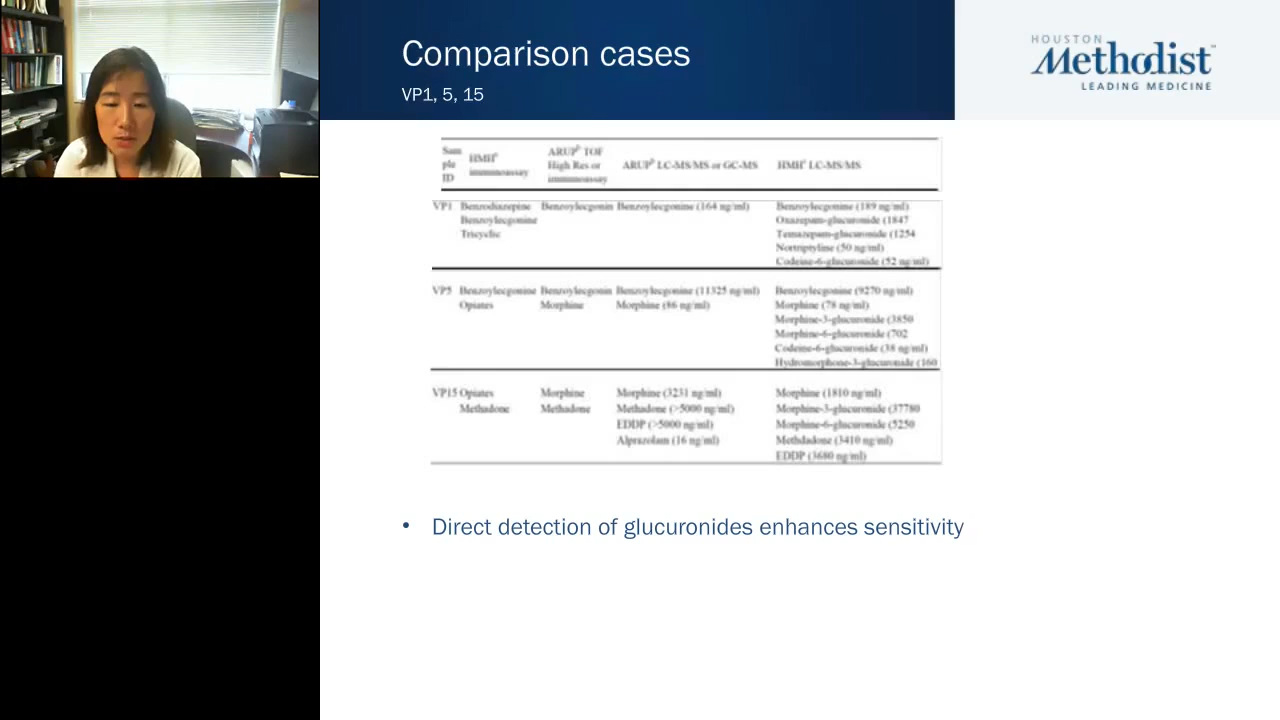 Comparison cases
VP1, 5, 15
HOUSTON
Methodist
LEADING MEDICINE
Sam ple ID
HMH immunoassay
ARUP TOF High Res or immunoassay
ARUP LC-MS/MS or GC-MS
HMH LC-MS/MS
VP1 Benzodiazepine Benzoylecgonin Benzoylecgonine (164 ng/ml) Benzoylecgonine (189 ng/ml)
Benzoylecgonine Oxazepam-glucuronide (1847
Tricyclic Temazepam-glucuronide (1254
Nortriptyline (50 ng/ml)
Codeine-6-glucuronide (52 ng/ml)
VP5 Benzoylecgonine Benzoylecgonin Benzoylecgonine (11325 ng/ml) Benzoylecgonine (9270 ng/ml)
Opiates Morphine Morphine (86 ng/ml) Morphine (78 ng/ml)
Morphine-3-glucuronide (3850
Morphine-6-glucuronide (702
Codeine-6-glucuronide (38 ng/ml)
Hydromorphone-3-glucuronide (160
VP15 Opiates Morphine Morphine (3231 ng/ml) Morphine (1810 ng/ml)
Methadone Methadone Methadone (>5000 ng/ml) Morphine-3-glucuronide (37780
EDDP (>5000 ng/ml) Morphine-6-glucuronide (5250
Alprazolam (16 ng/ml) Methdadone (3410 ng/ml)
EDDP (3680 ng/ml)
• Direct detection of glucuronides enhances sensitivity